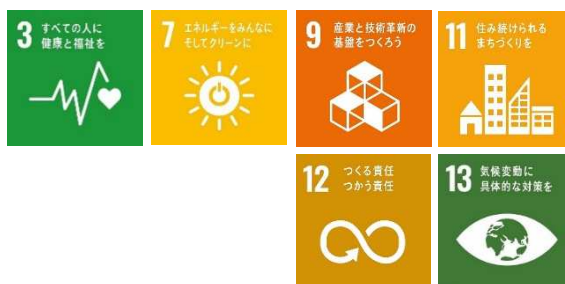 3 すべての人に
健康と福祉を
7 エネルギーをみんなに
そしてクリーンに
9 産業と技術革新の
基盤をつくろう
11 住み続けられる
まちづくりを
12 つくる責任
つかう責任
13 気候変動に
具体的な対策を